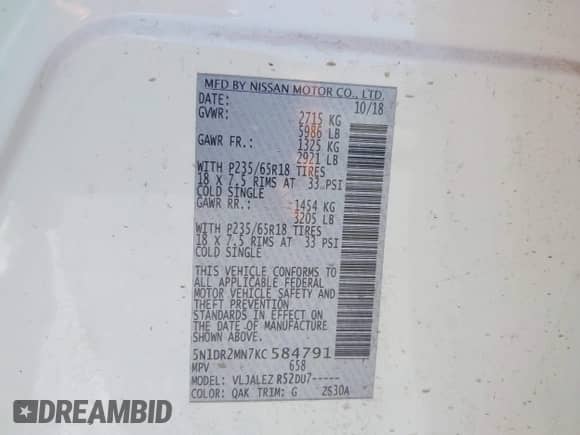 MFD BY NISSAN MOTOR CO., LTD.
DATE: 10/18
GVWR: 2715 KG
5986 LB
GAWR FR.: 1325 KG
2921 LB
WITH P235/65R18 TIRES
18 X 7.5 RIMS AT 33 PSI
COLD SINGLE
GAWR RR.: 1454 KG
3205 LB
WITH P235/65R18 TIRES
18 X 7.5 RIMS AT 33 PSI
COLD SINGLE
THIS VEHICLE CONFORMS TO
ALL APPLICABLE FEDERAL
MOTOR VEHICLE SAFETY AND
THEFT PREVENTION
STANDARDS IN EFFECT ON
THE DATE OF MANUFACTURE
SHOWN ABOVE.
5N1DR2MN7KC584791
MPV 658
MODEL: VLJALEZ R52DU7-----
COLOR: QAK TRIM: G 2630A
DREAMBID
DREAMBID